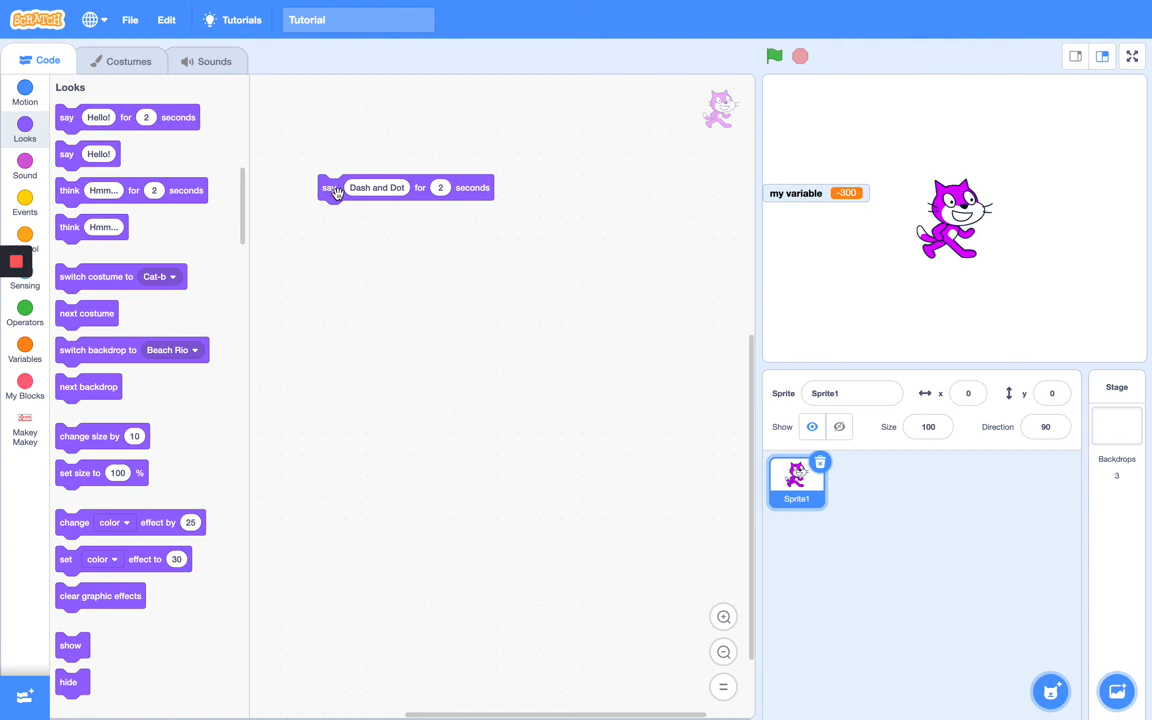 SCRATCH File Edit Tutorials Tutorial
Code Costumes Sounds
Motion
Looks
Sound
Events
ol
Sensing
Operators
Variables
My Blocks
Makey
Makey
Looks
say Hello! for 2 seconds
say Hello!
think Hmm... for 2 seconds
think Hmm...
switch costume to Cat-b
next costume
switch backdrop to Beach Rio
next backdrop
change size by 10
set size to 100 %
change color effect by 25
set color effect to 30
clear graphic effects
show
hide
say Dash and Dot for 2 seconds
my variable -300
Sprite Sprite1 x 0 y 0
Show Size 100 Direction 90
Sprite1
Stage
Backdrops
3